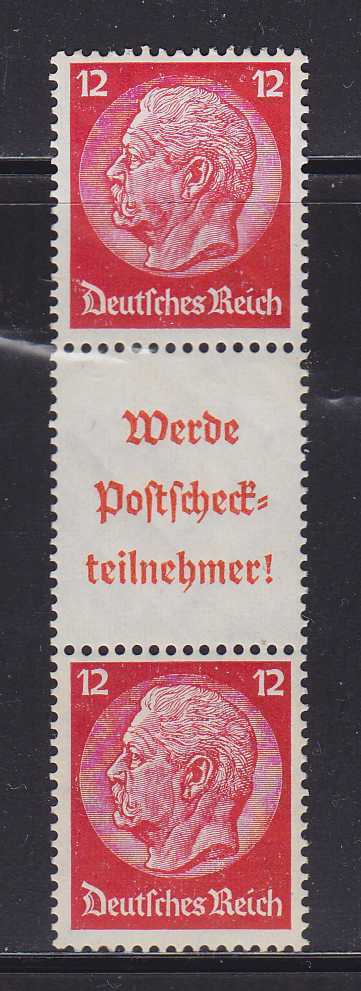 12 12
Deutſches Reich
Werde
Poſtſcheck⸗
teilnehmer!
12 12
Deutſches Reich